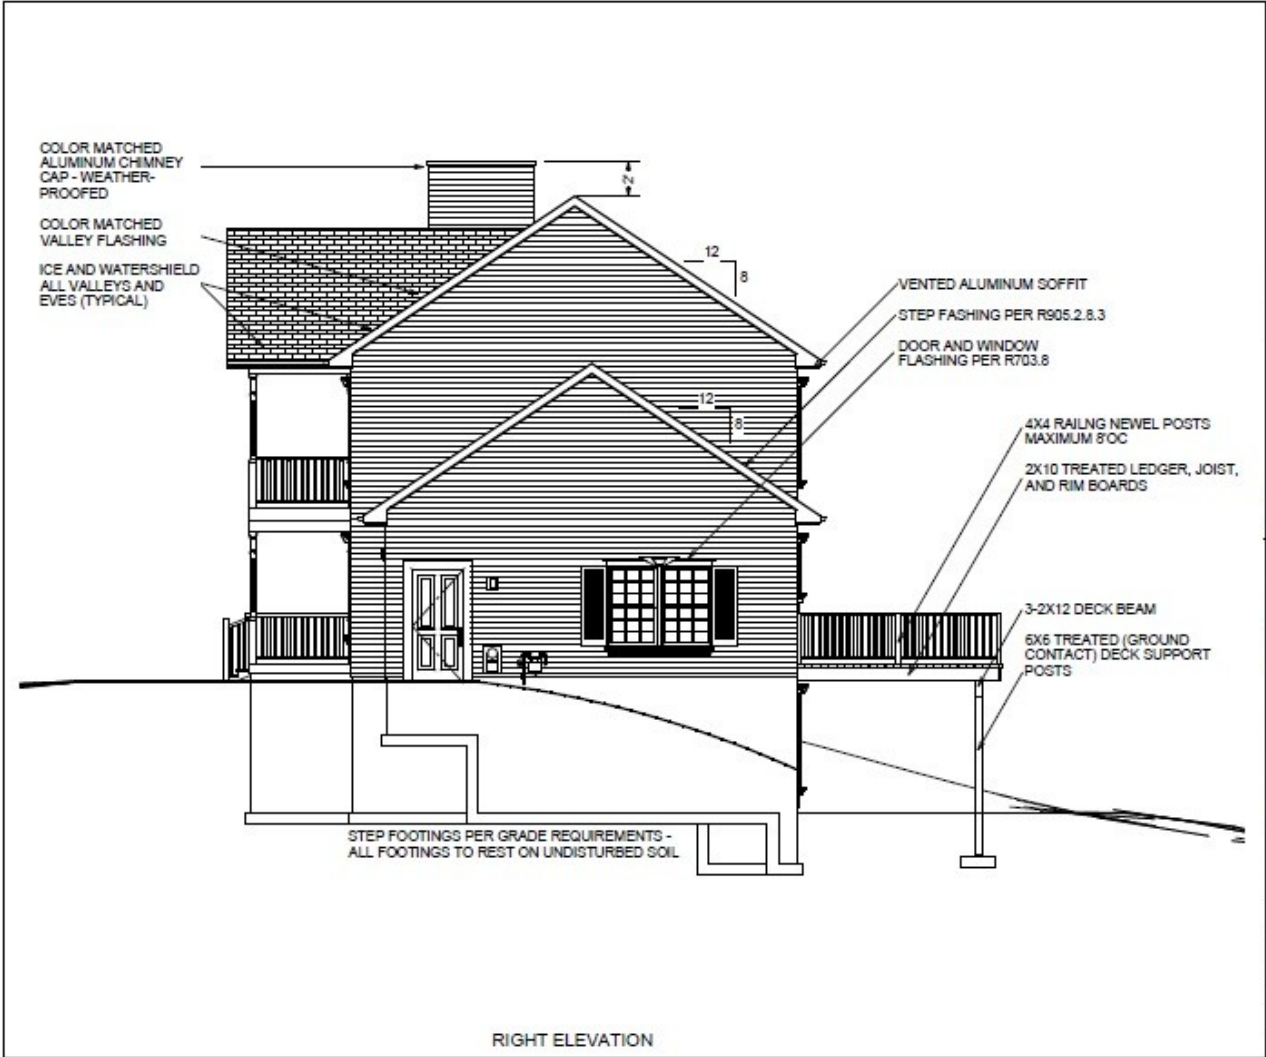 COLOR MATCHED
ALUMINUM CHIMNEY
CAP - WEATHER-
PROOFED
COLOR MATCHED
VALLEY FLASHING
ICE AND WATERSHIELD
ALL VALLEYS AND
EVES (TYPICAL)
2'
12
8
VENTED ALUMINUM SOFFIT
STEP FASHING PER R905.2.8.3
DOOR AND WINDOW
FLASHING PER R703.8
12
8
4X4 RAILNG NEWEL POSTS
MAXIMUM 8'OC
2X10 TREATED LEDGER, JOIST,
AND RIM BOARDS
3-2X12 DECK BEAM
6X6 TREATED (GROUND
CONTACT) DECK SUPPORT
POSTS
STEP FOOTINGS PER GRADE REQUIREMENTS -
ALL FOOTINGS TO REST ON UNDISTURBED SOIL
RIGHT ELEVATION